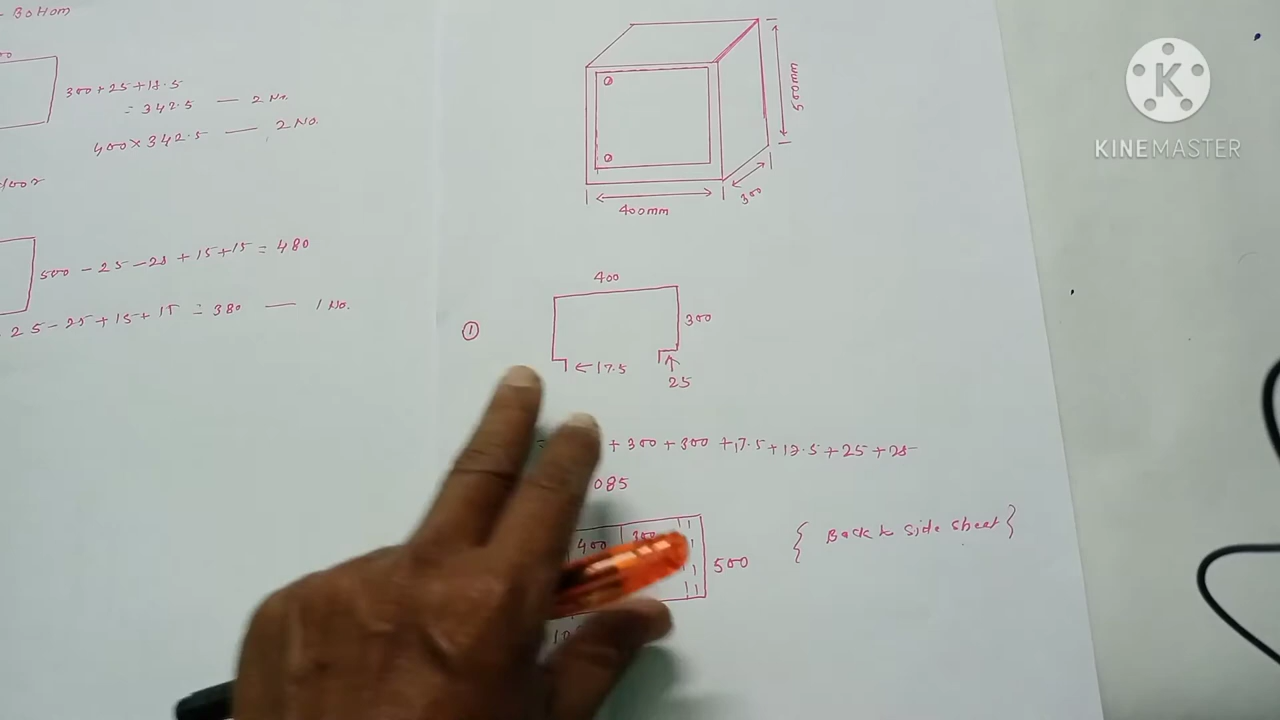 - BOttom
300+25+17.5
= 342.5 — 2 No.
400×342.5 — 2 No.
500 - 25 - 25 + 15 + 15 = 480
25 - 25 + 15 + 15 = 380 — 1 No.
500mm
300
400mm
400
①
300
←17.5
25
+ 300 + 300 + 17.5 + 17.5 + 25 + 25
085
400
300
500
{ Back & Side sheet }
K
KINEMASTER